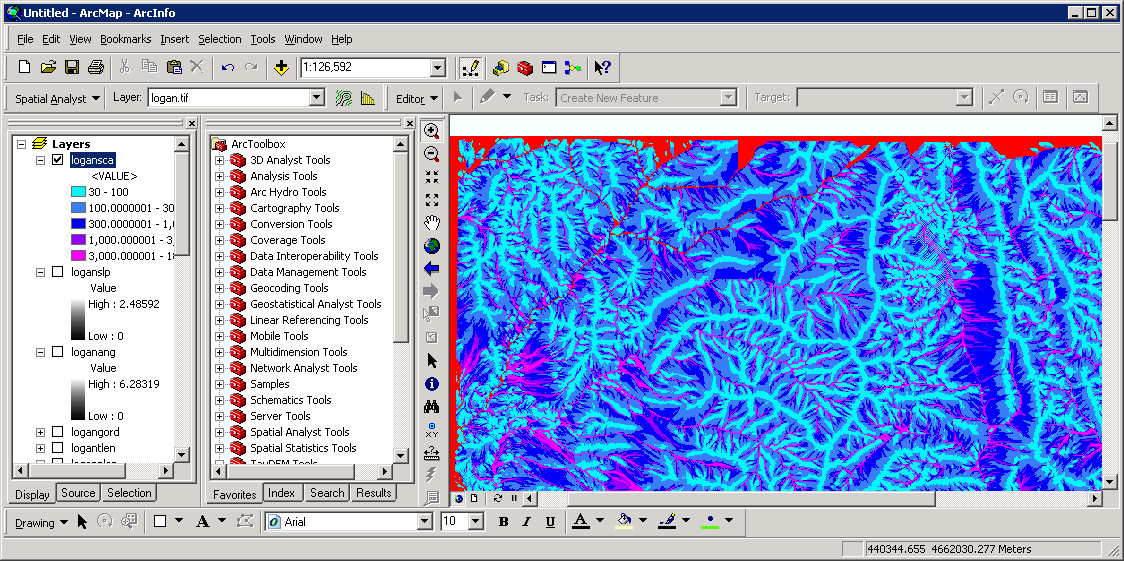 Untitled - ArcMap - ArcInfo
File Edit View Bookmarks Insert Selection Tools Window Help
1:126,592
Spatial Analyst Layer: logan.tif Editor Task: Create New Feature Target:
Layers
logansca
<VALUE>
30 - 100
100.0000001 - 30
300.0000001 - 1,
1,000.000001 - 3,
3,000.000001 - 18
loganslp
Value
High : 2.48592
Low : 0
loganang
Value
High : 6.28319
Low : 0
logangord
logantlen
Display Source Selection
ArcToolbox
3D Analyst Tools
Analysis Tools
Arc Hydro Tools
Cartography Tools
Conversion Tools
Coverage Tools
Data Interoperability Tools
Data Management Tools
Geocoding Tools
Geostatistical Analyst Tools
Linear Referencing Tools
Mobile Tools
Multidimension Tools
Network Analyst Tools
Samples
Schematics Tools
Server Tools
Spatial Analyst Tools
Spatial Statistics Tools
TauDEM Tools
Favorites Index Search Results
XY
Drawing A Arial 10 B I U A
440344.655 4662030.277 Meters